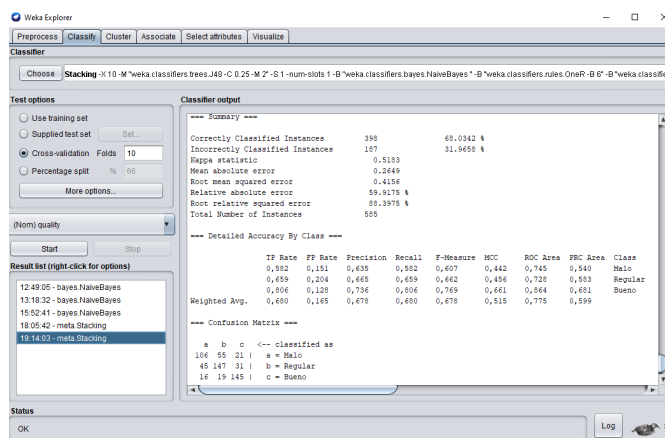 Weka Explorer
Preprocess Classify Cluster Associate Select attributes Visualize
Classifier
Choose Stacking -X 10 -M "weka.classifiers.trees.J48 -C 0.25 -M 2" -S 1 -num-slots 1 -B "weka.classifiers.bayes.NaiveBayes " -B "weka.classifiers.rules.OneR -B 6" -B "weka.classifie
Test options
Use training set
Supplied test set Set...
Cross-validation Folds 10
Percentage split % 66
More options...
(Nom) quality
Start Stop
Result list (right-click for options)
12:49:05 - bayes.NaiveBayes
13:18:32 - bayes.NaiveBayes
15:52:41 - bayes.NaiveBayes
18:05:42 - meta.Stacking
19:14:03 - meta.Stacking
Classifier output
=== Summary ===
Correctly Classified Instances 398 68.0342 %
Incorrectly Classified Instances 187 31.9658 %
Kappa statistic 0.5183
Mean absolute error 0.2649
Root mean squared error 0.4156
Relative absolute error 59.9175 %
Root relative squared error 88.3975 %
Total Number of Instances 585
=== Detailed Accuracy By Class ===
TP Rate FP Rate Precision Recall F-Measure MCC ROC Area PRC Area Class
0,582 0,151 0,635 0,582 0,607 0,442 0,745 0,540 Malo
0,659 0,204 0,665 0,659 0,662 0,456 0,728 0,583 Regular
0,806 0,128 0,736 0,806 0,769 0,661 0,864 0,681 Bueno
Weighted Avg. 0,680 0,165 0,678 0,680 0,678 0,515 0,775 0,599
=== Confusion Matrix ===
a b c <-- classified as
106 55 21 | a = Malo
45 147 31 | b = Regular
16 19 145 | c = Bueno
Status
OK
Log